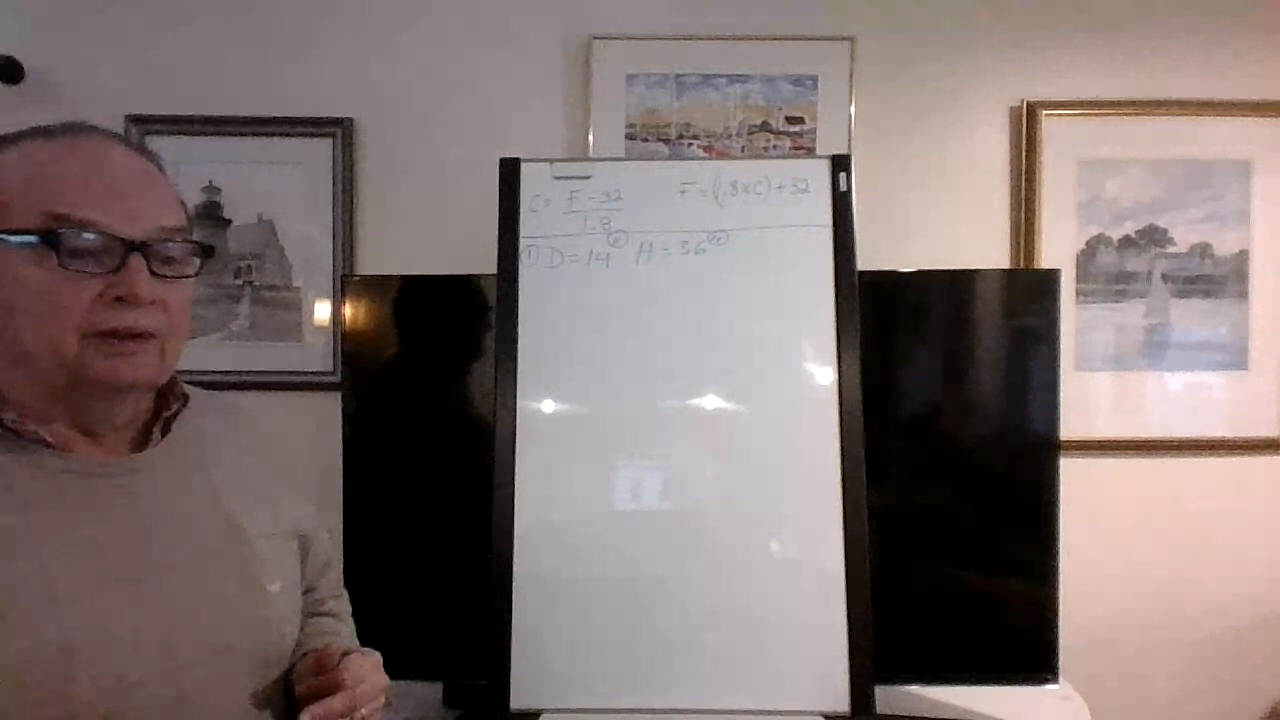 C = F - 32 F = (1.8 x C) + 32
1.8
① D = 14 H = 36